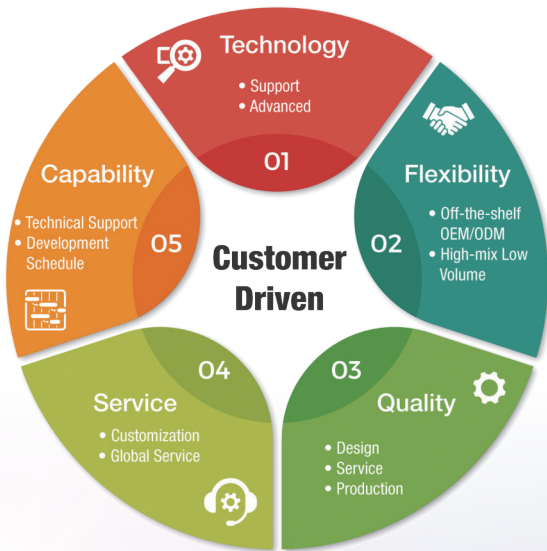 Technology
• Support
• Advanced
01
Flexibility
• Off-the-shelf
OEM/ODM
• High-mix Low
Volume
02
Quality
• Design
• Service
• Production
03
Service
• Customization
• Global Service
04
Capability
• Technical Support
• Development
Schedule
05
Customer
Driven